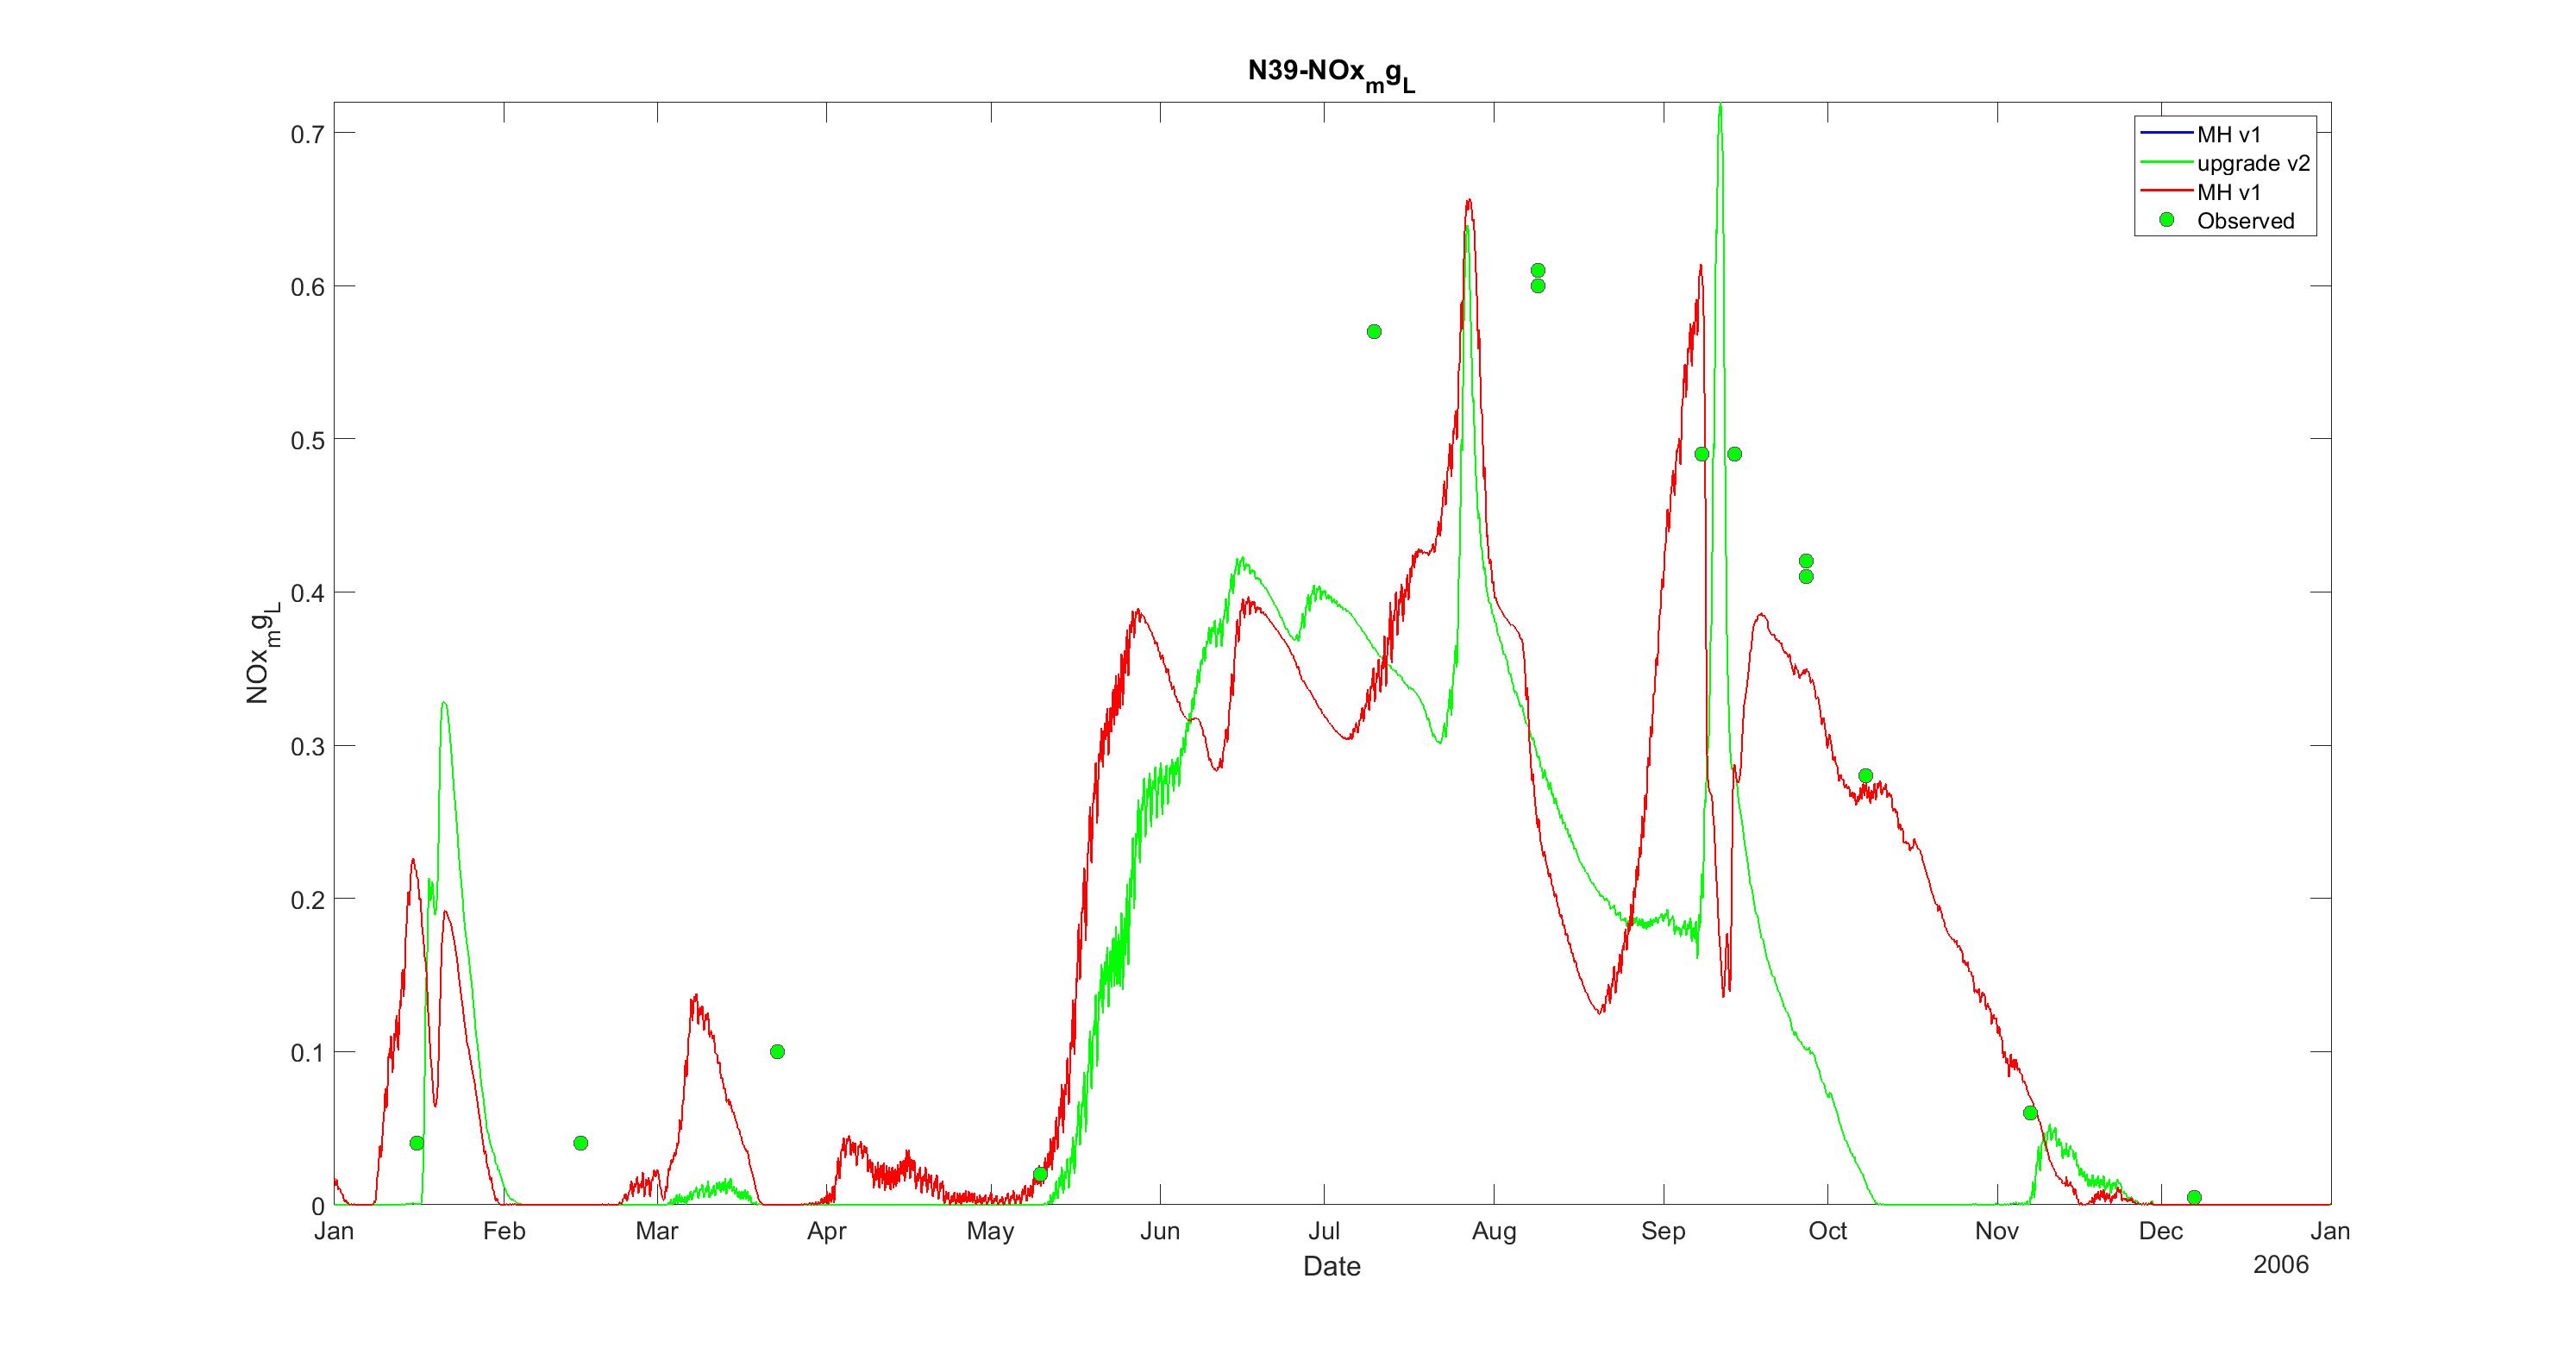 N39-NOxmgL
0.7
0.6
0.5
0.4
0.3
0.2
0.1
0
NOxmgL
MH v1
upgrade v2
MH v1
Observed
Jan Feb Mar Apr May Jun Jul Aug Sep Oct Nov Dec Jan
Date
2006